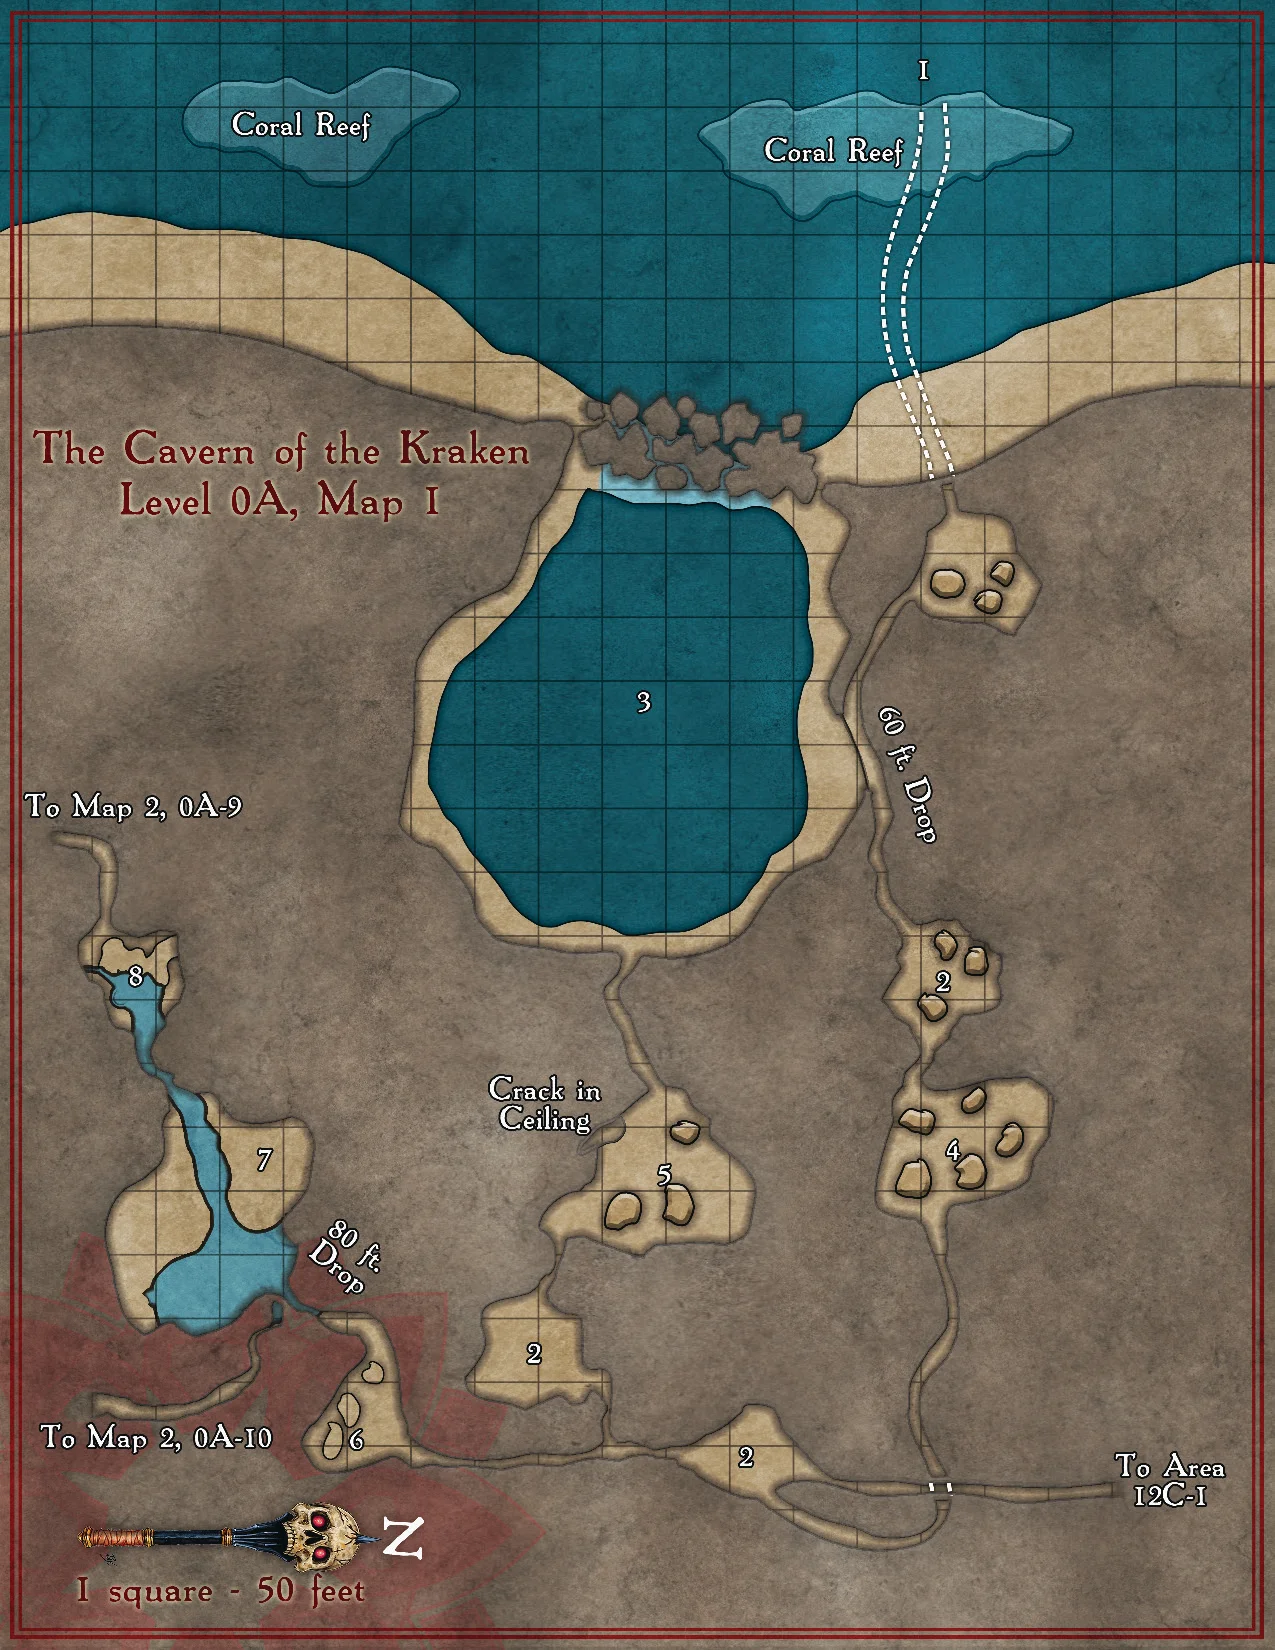 1
Coral Reef
Coral Reef
The Cavern of the Kraken
Level 0A, Map 1
3
60 ft. Drop
To Map 2, 0A-9
8
2
Crack in
Ceiling
7
5
4
80 ft.
Drop
2
To Map 2, 0A-10
6
2
To Area
12C-1
N
1 square - 50 feet